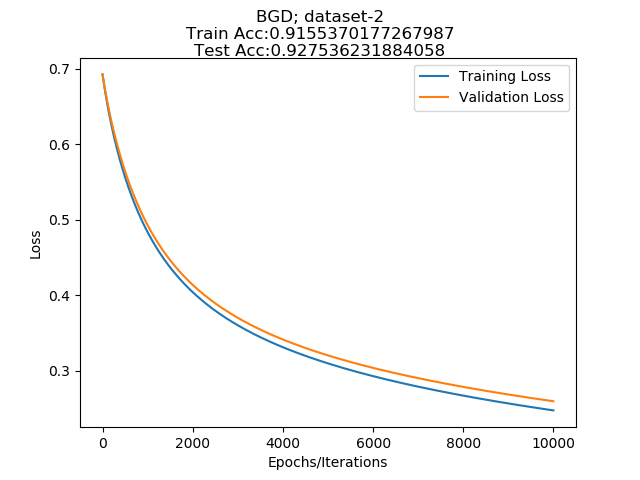 BGD; dataset-2
Train Acc:0.9155370177267987
Test Acc:0.927536231884058
Training Loss
Validation Loss
0.7
0.6
0.5
0.4
0.3
Loss
0 2000 4000 6000 8000 10000
Epochs/Iterations